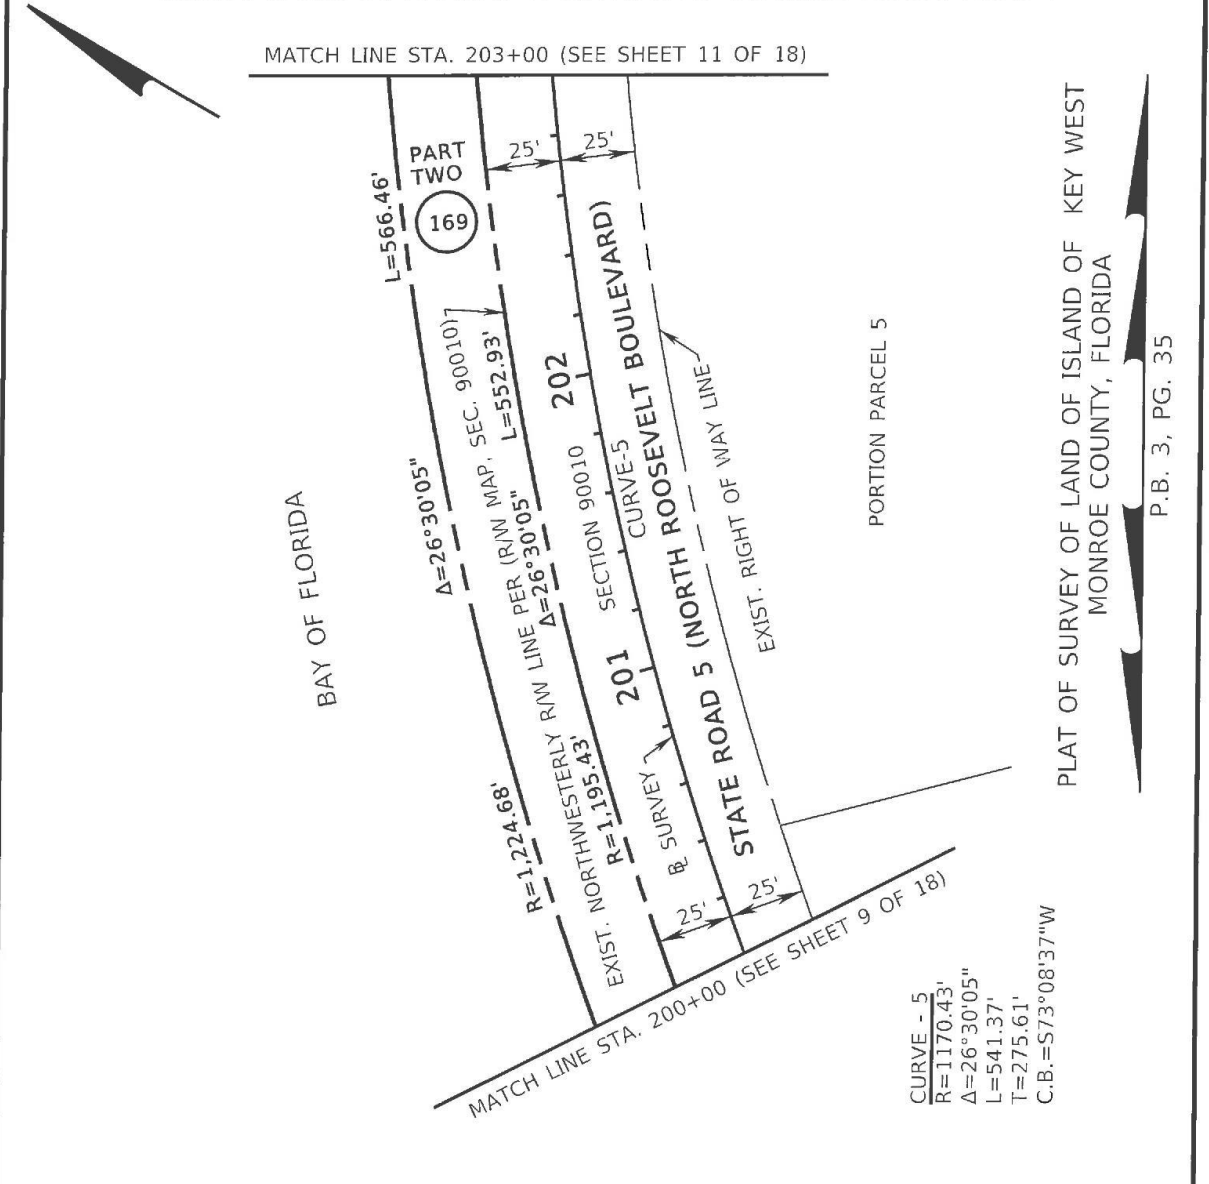 MATCH LINE STA. 203+00 (SEE SHEET 11 OF 18)
PART
TWO
169
25'
25'
L=566.46'
Δ=26°30'05"
R=1,224.68'
EXIST. NORTHWESTERLY R/W LINE PER (R/W MAP, SEC. 90010)
L=552.93'
Δ=26°30'05"
R=1,195.43'
202
201
SECTION 90010
CURVE-5
STATE ROAD 5 (NORTH ROOSEVELT BOULEVARD)
EXIST. RIGHT OF WAY LINE
BL SURVEY
25'
25'
BAY OF FLORIDA
PORTION PARCEL 5
PLAT OF SURVEY OF LAND OF ISLAND OF KEY WEST
MONROE COUNTY, FLORIDA
P.B. 3, PG. 35
MATCH LINE STA. 200+00 (SEE SHEET 9 OF 18)
CURVE - 5
R=1170.43'
Δ=26°30'05"
L=541.37'
T=275.61'
C.B.=S73°08'37"W